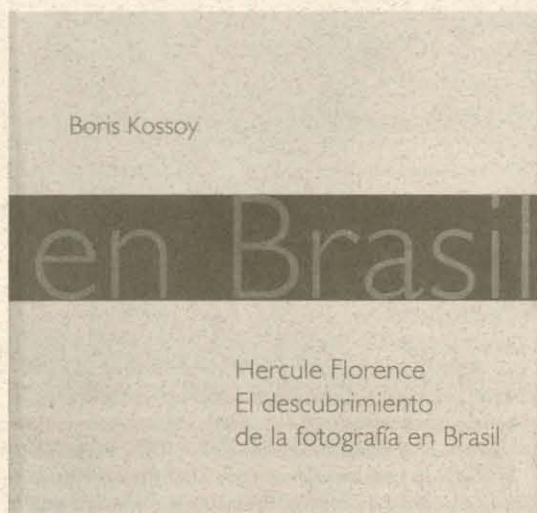 Boris Kossoy
en Brasil
Hercule Florence
El descubrimiento
de la fotografía en Brasil